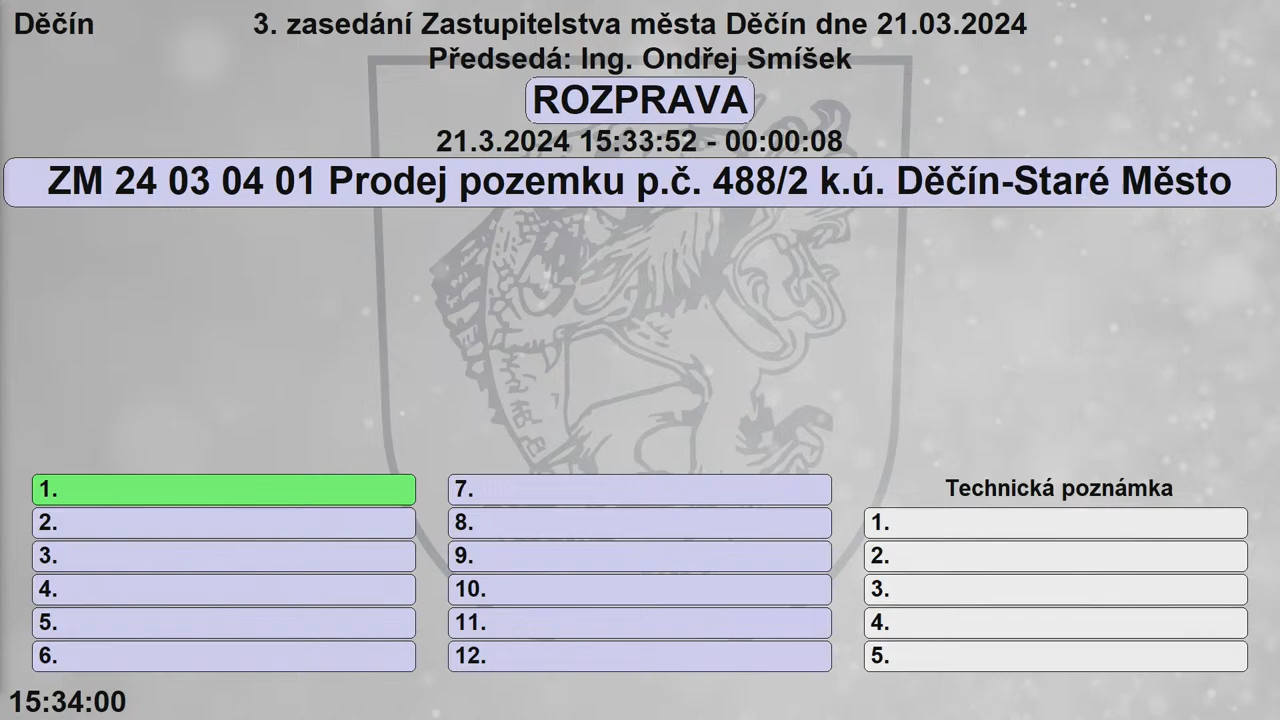 Děčín
3. zasedání Zastupitelstva města Děčín dne 21.03.2024
Předsedá: Ing. Ondřej Smíšek
ROZPRAVA
21.3.2024 15:33:52 - 00:00:08
ZM 24 03 04 01 Prodej pozemku p.č. 488/2 k.ú. Děčín-Staré Město
1.
2.
3.
4.
5.
6.
7.
8.
9.
10.
11.
12.
Technická poznámka
1.
2.
3.
4.
5.
15:34:00